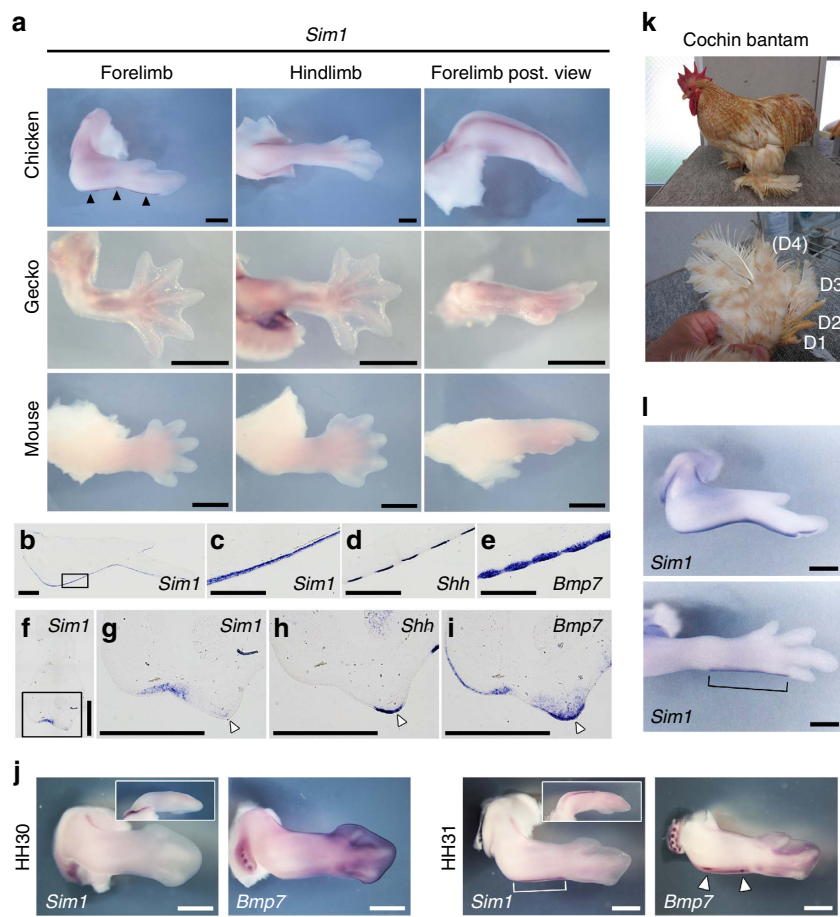 a
Sim1
Forelimb
Hindlimb
Forelimb post. view
Chicken
Gecko
Mouse
b
Sim1
c
Sim1
d
Shh
e
Bmp7
f
Sim1
g
Sim1
h
Shh
i
Bmp7
j
HH30
Sim1
Bmp7
HH31
Sim1
Bmp7
k
Cochin bantam
(D4)
D3
D2
D1
l
Sim1
Sim1